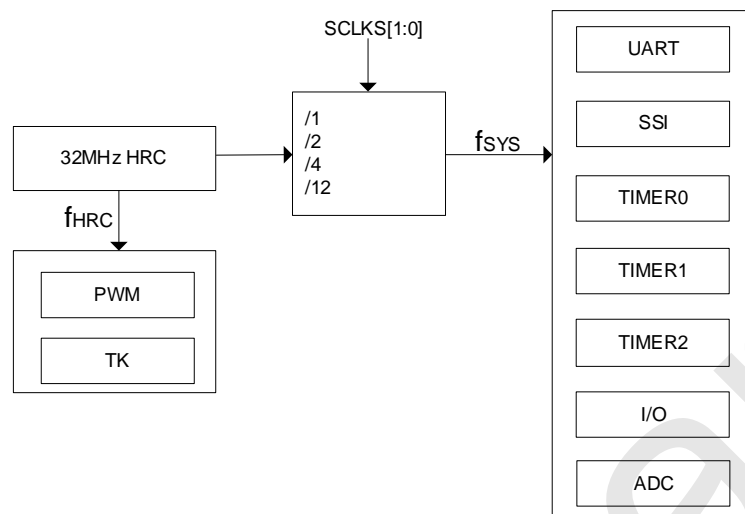 SCLKS[1:0]
UART
/1
/2
/4
/12
SSI
32MHz HRC
fSYS
TIMER0
fHRC
PWM
TIMER1
TK
TIMER2
I/O
ADC